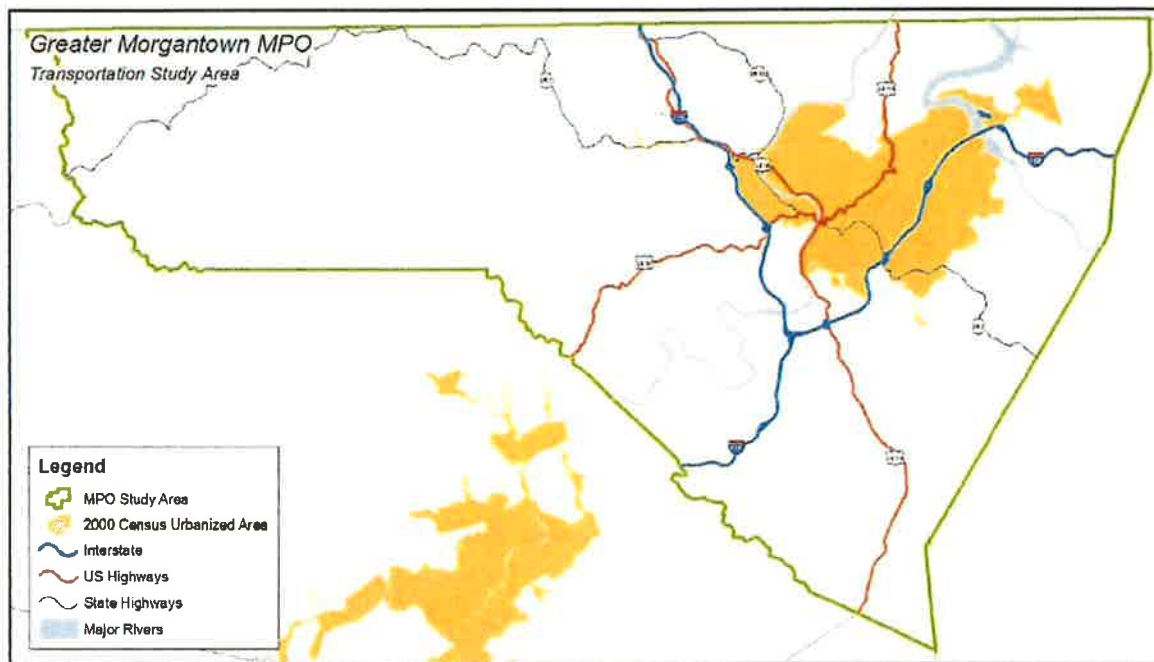 Greater Morgantown MPO
Transportation Study Area
Legend
MPO Study Area
2000 Census Urbanized Area
Interstate
US Highways
State Highways
Major Rivers